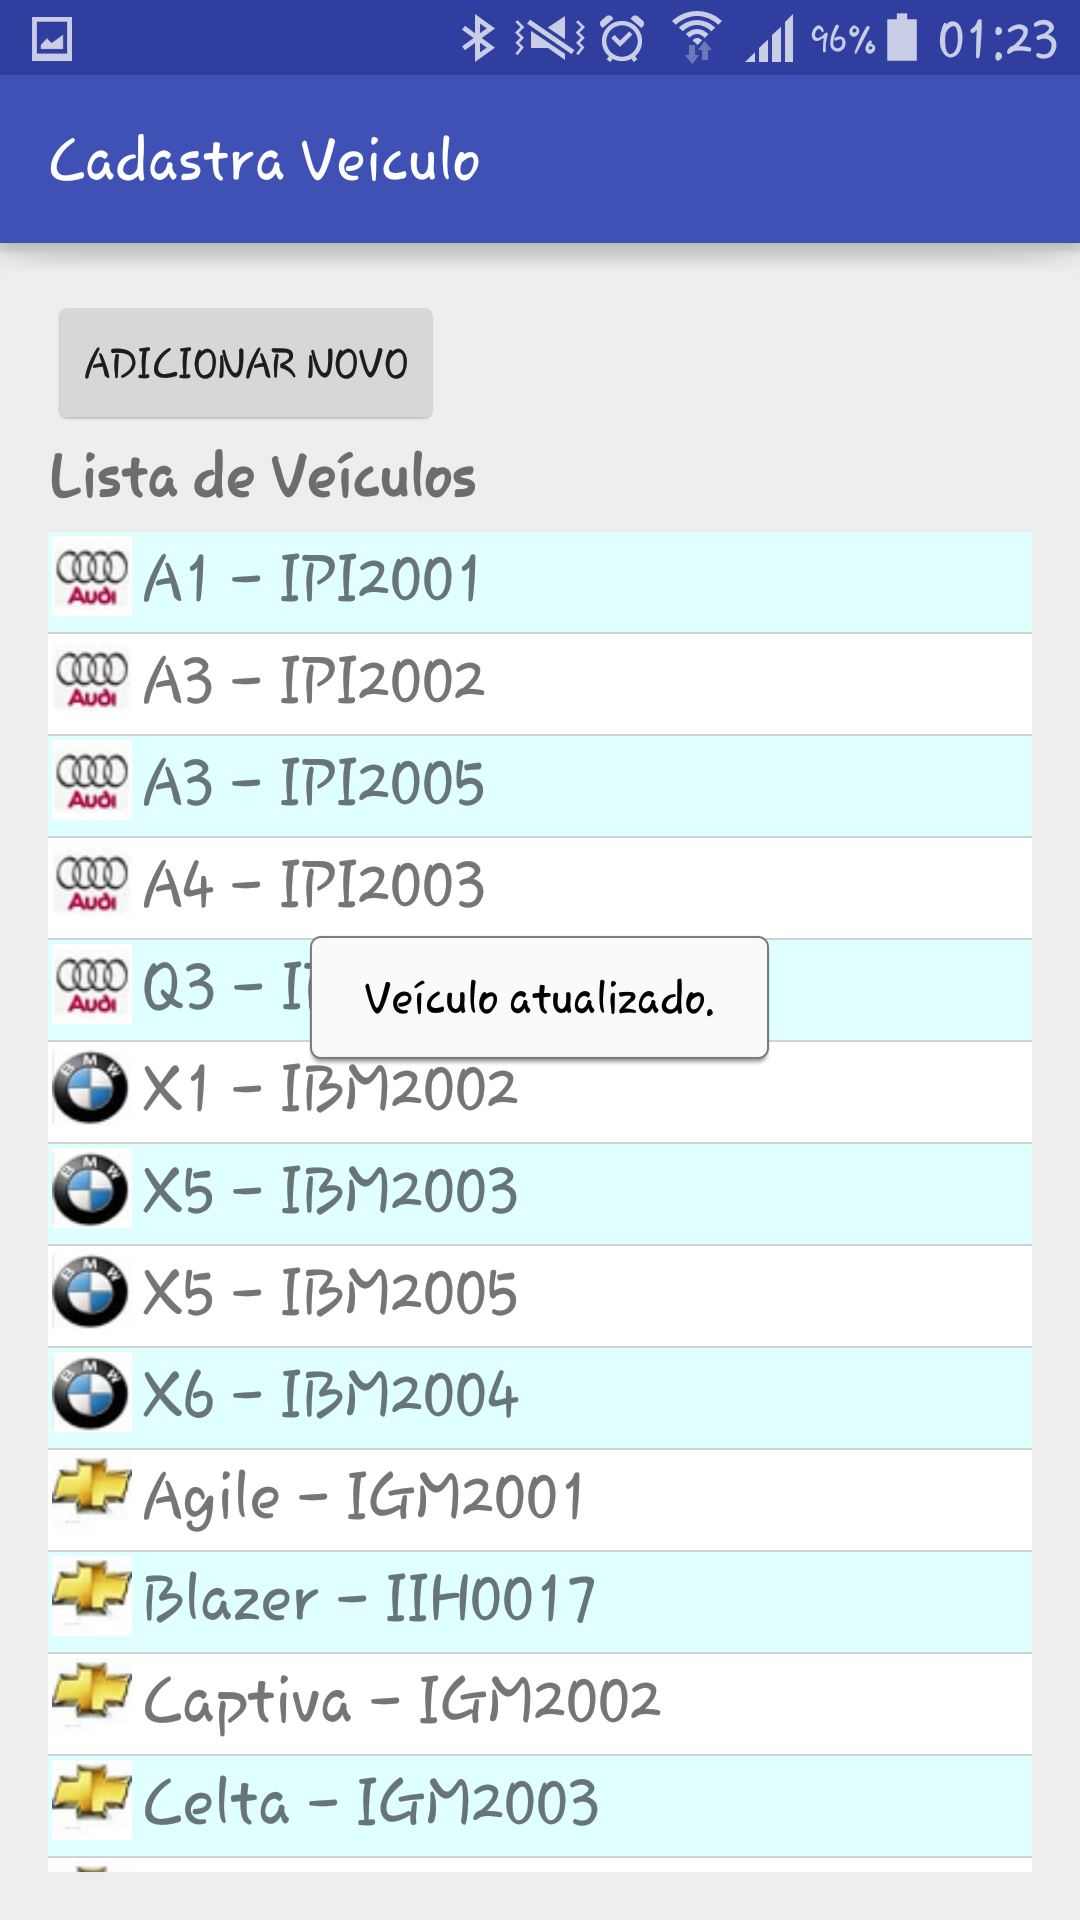 96% 01:23
Cadastra Veiculo
ADICIONAR NOVO
Lista de Veículos
Audi A1 - IPI2001
Audi A3 - IPI2002
Audi A3 - IPI2005
Audi A4 - IPI2003
Audi Q3 -
Veículo atualizado.
BMW X1 - IBM2002
BMW X5 - IBM2003
BMW X5 - IBM2005
BMW X6 - IBM2004
Agile - IGM2001
Blazer - IIH0017
Captiva - IGM2002
Celta - IGM2003